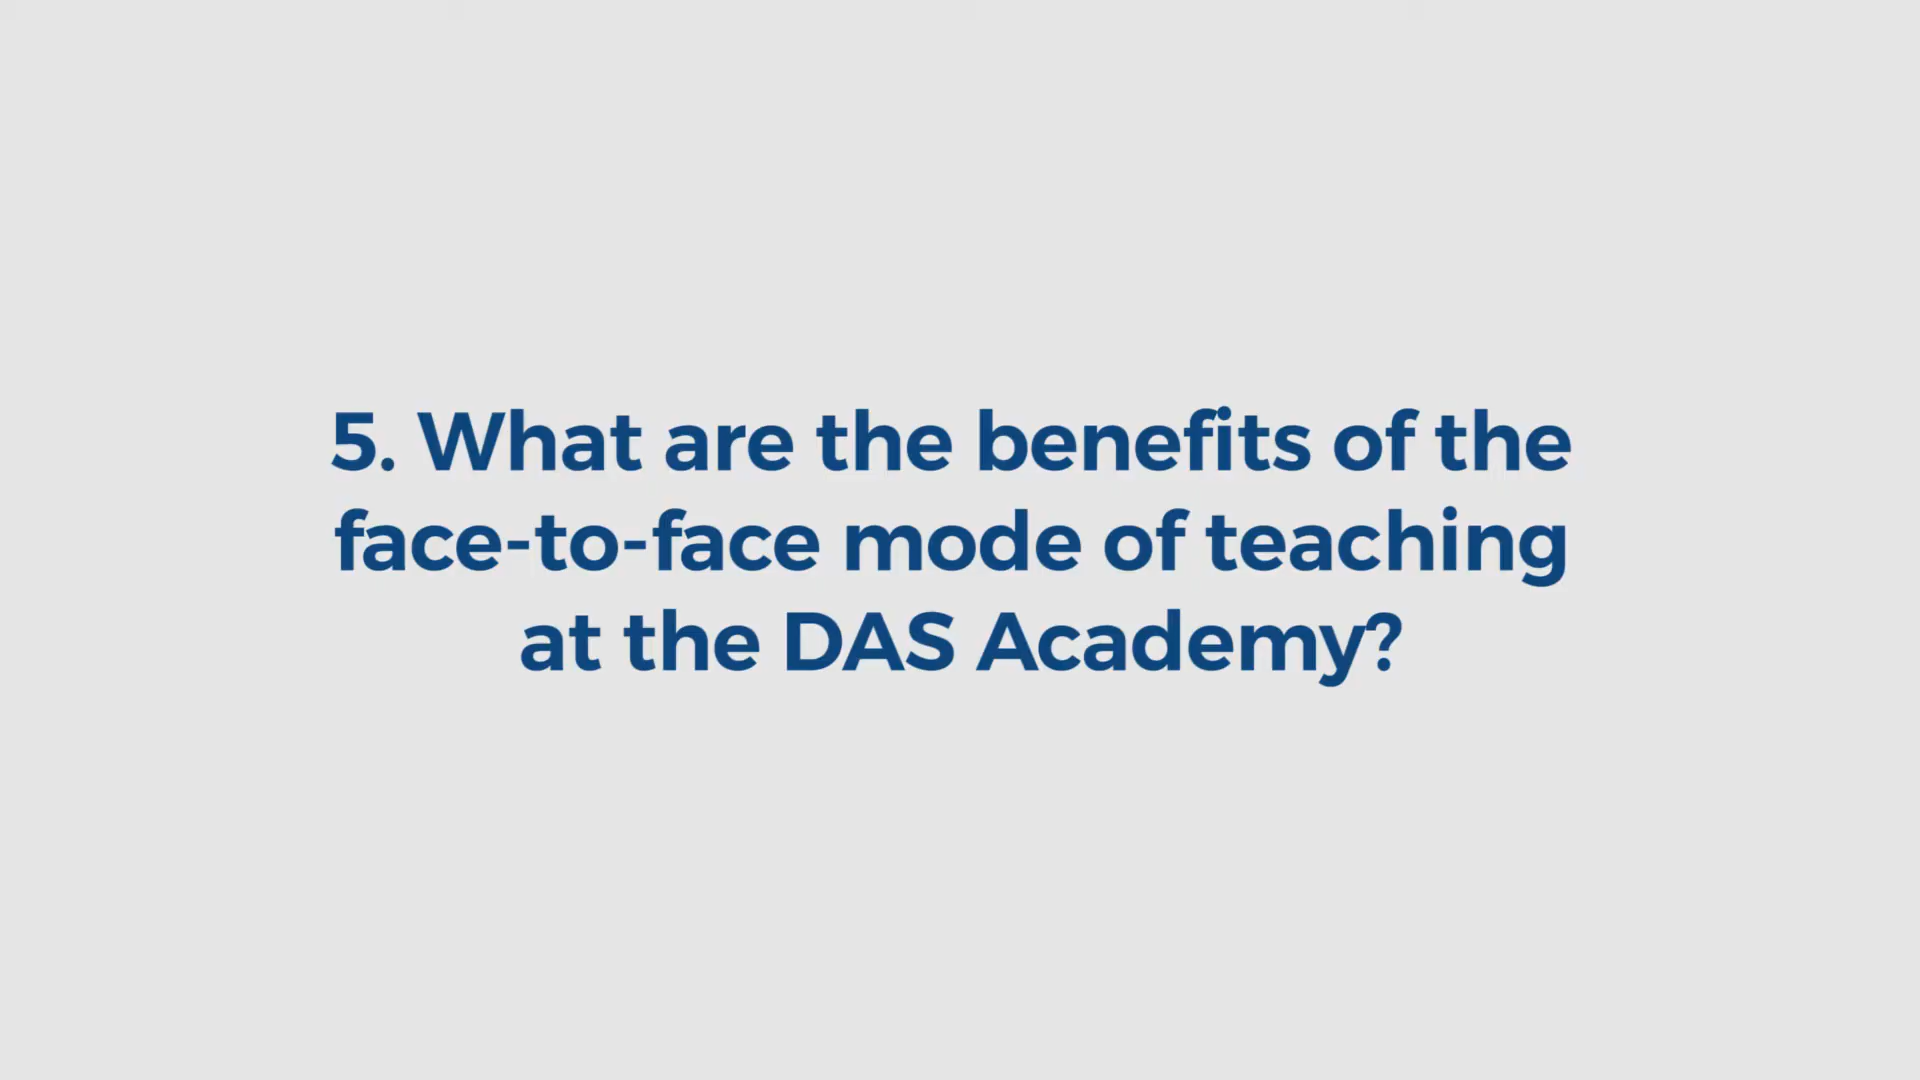 5. What are the benefits of the
face-to-face mode of teaching
at the DAS Academy?